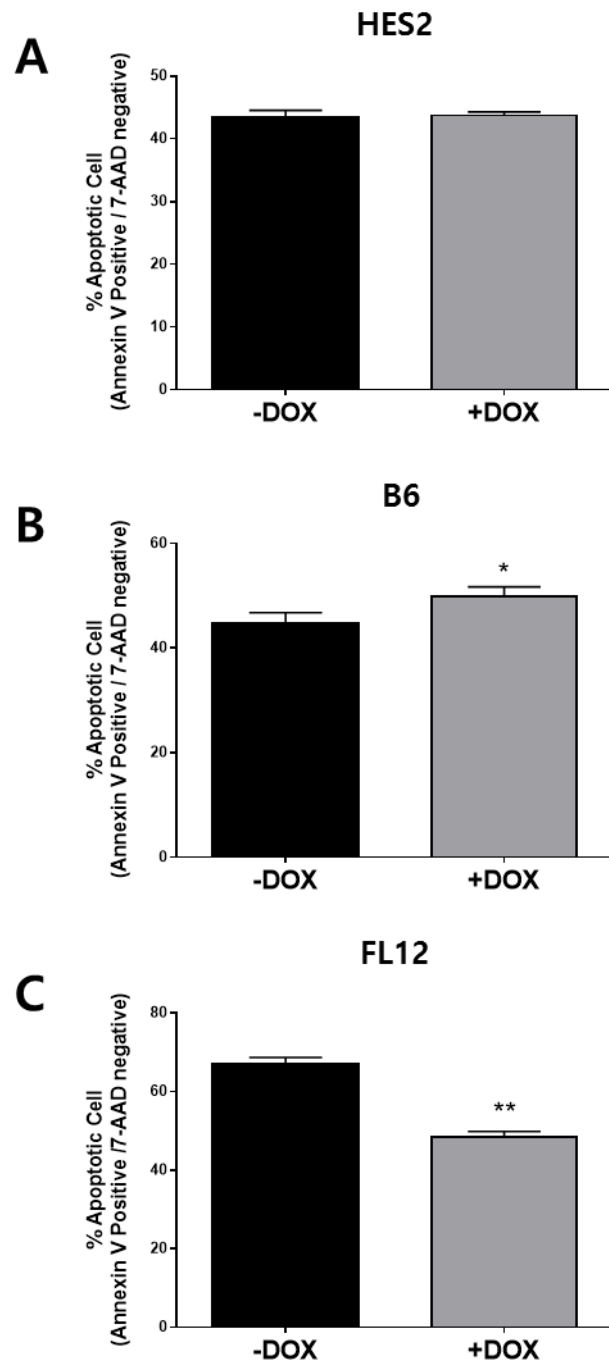 HES2
A
% Apoptotic Cell
(Annexin V Positive / 7-AAD negative)
50
40
30
20
10
0
-DOX +DOX
B6
B
% Apoptotic Cell
(Annexin V Positive / 7-AAD negative)
60
40
20
0
*
-DOX +DOX
FL12
C
% Apoptotic Cell
(Annexin V Positive /7-AAD negative)
80
60
40
20
0
**
-DOX +DOX